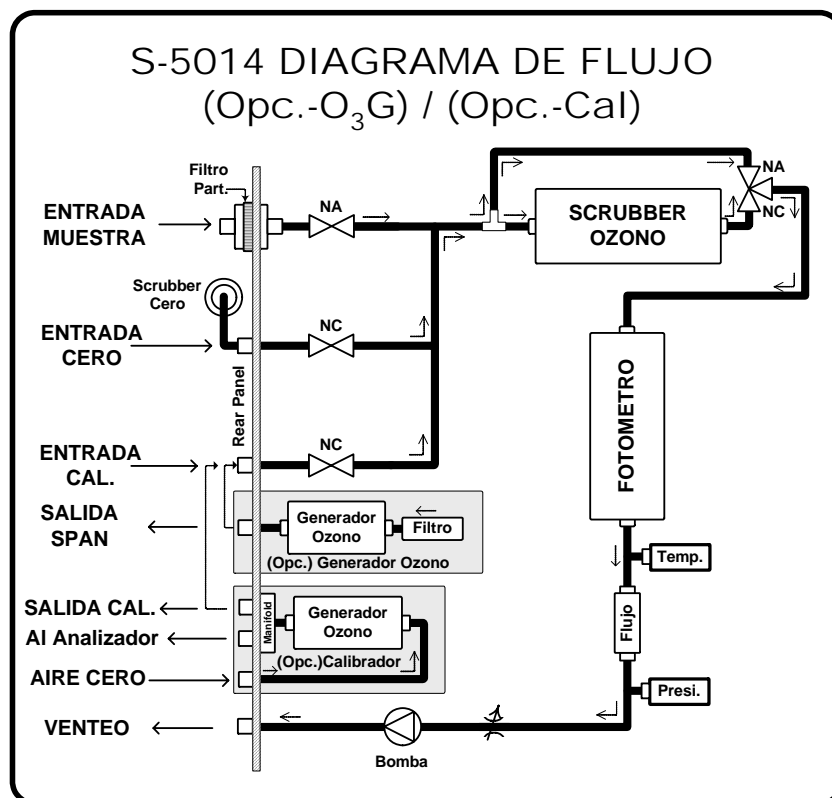 S-5014 DIAGRAMA DE FLUJO
(Opc.-O₃G) / (Opc.-Cal)
Filtro
Part.
ENTRADA
MUESTRA
NA
SCRUBBER
OZONO
NA
NC
Scrubber
Cero
ENTRADA
CERO
NC
Rear Panel
FOTOMETRO
ENTRADA
CAL.
NC
SALIDA
SPAN
Generador
Ozono
Filtro
(Opc.) Generador Ozono
Temp.
SALIDA CAL.
Al Analizador
AIRE CERO
Manifold
Generador
Ozono
(Opc.)Calibrador
Flujo
Presi.
VENTEO
Bomba